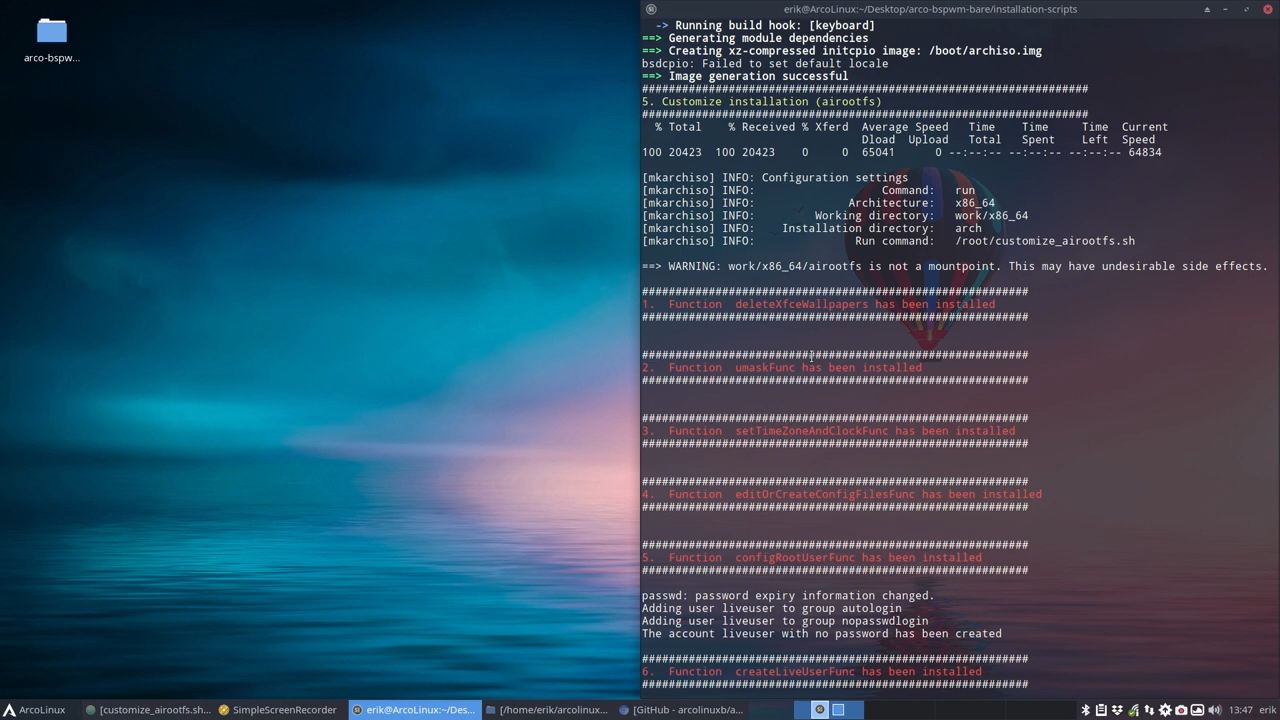 arco-bspw...
erik@ArcoLinux:~/Desktop/arco-bspwm-bare/installation-scripts
-> Running build hook: [keyboard]
==> Generating module dependencies
==> Creating xz-compressed initcpio image: /boot/archiso.img
bsdcpio: Failed to set default locale
==> Image generation successful
###################################################################
5. Customize installation (airootfs)
###################################################################
% Total % Received % Xferd Average Speed Time Time Time Current
Dload Upload Total Spent Left Speed
100 20423 100 20423 0 0 65041 0 --:--:-- --:--:-- --:--:-- 64834
[mkarchiso] INFO: Configuration settings
[mkarchiso] INFO: Command: run
[mkarchiso] INFO: Architecture: x86_64
[mkarchiso] INFO: Working directory: work/x86_64
[mkarchiso] INFO: Installation directory: arch
[mkarchiso] INFO: Run command: /root/customize_airootfs.sh
==> WARNING: work/x86_64/airootfs is not a mountpoint. This may have undesirable side effects.
##########################################################
1. Function deleteXfceWallpapers has been installed
##########################################################
##########################################################
2. Function umaskFunc has been installed
##########################################################
##########################################################
3. Function setTimeZoneAndClockFunc has been installed
##########################################################
##########################################################
4. Function editOrCreateConfigFilesFunc has been installed
##########################################################
##########################################################
5. Function configRootUserFunc has been installed
##########################################################
passwd: password expiry information changed.
Adding user liveuser to group autologin
Adding user liveuser to group nopasswdlogin
The account liveuser with no password has been created
##########################################################
6. Function createLiveUserFunc has been installed
##########################################################
ArcoLinux [customize_airootfs.sh... SimpleScreenRecorder erik@ArcoLinux:~/Des... [/home/erik/arcolinux... [GitHub - arcolinuxb/a... 13:47 erik